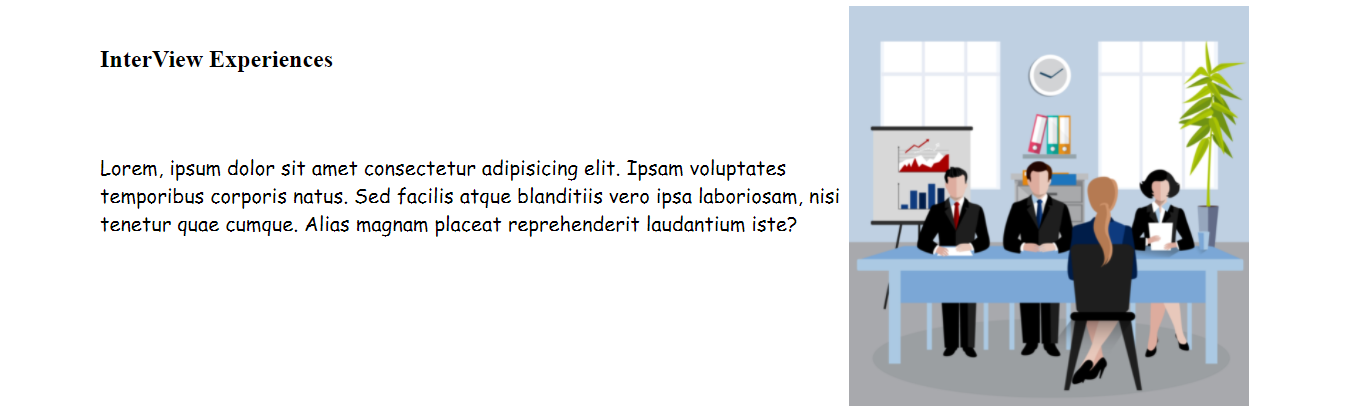 InterView Experiences
Lorem, ipsum dolor sit amet consectetur adipisicing elit. Ipsam voluptates
temporibus corporis natus. Sed facilis atque blanditiis vero ipsa laboriosam, nisi
tenetur quae cumque. Alias magnam placeat reprehenderit laudantium iste?